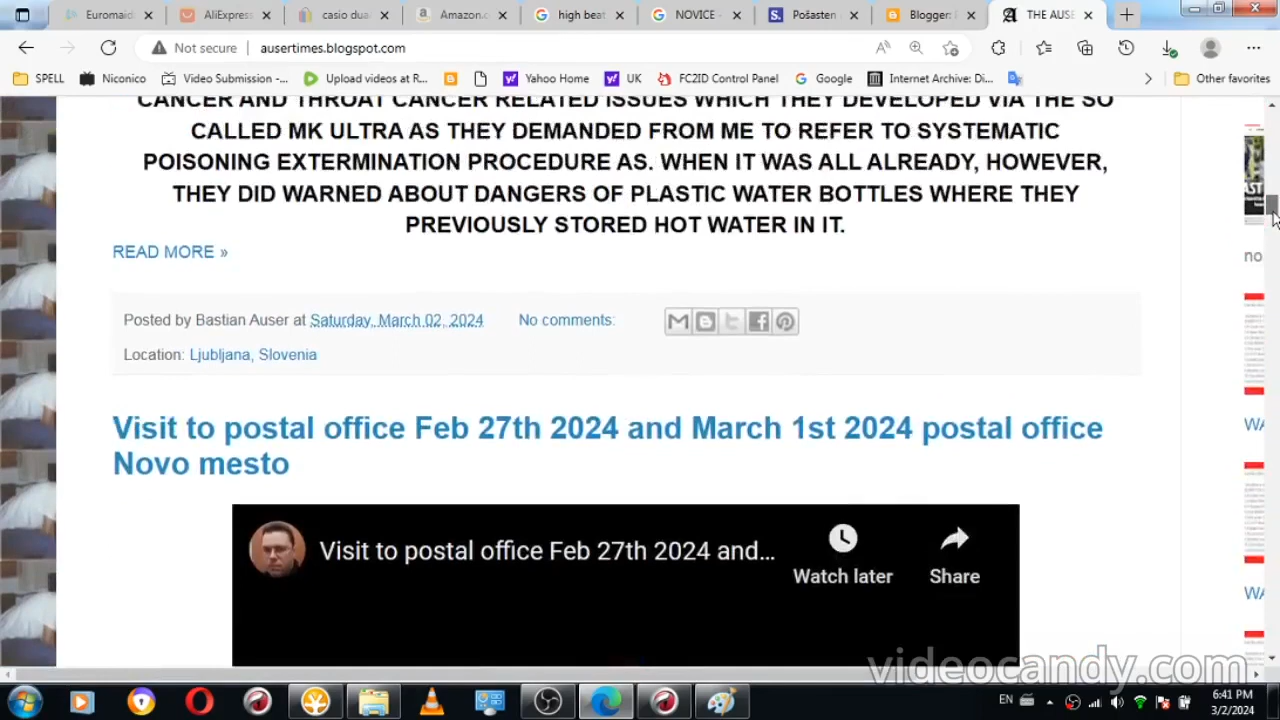 Euromaid
AliExpress
casio dua
Amazon.c
high beat
NOVICE -
Pošasten
Blogger:
THE AUSE
Not secure
ausertimes.blogspot.com
SPELL
Niconico
Video Submission -...
Upload videos at R...
Yahoo Home
UK
FC2ID Control Panel
Google
Internet Archive: Di...
Other favorites
CANCER AND THROAT CANCER RELATED ISSUES WHICH THEY DEVELOPED VIA THE SO
CALLED MK ULTRA AS THEY DEMANDED FROM ME TO REFER TO SYSTEMATIC
POISONING EXTERMINATION PROCEDURE AS. WHEN IT WAS ALL ALREADY, HOWEVER,
THEY DID WARNED ABOUT DANGERS OF PLASTIC WATER BOTTLES WHERE THEY
PREVIOUSLY STORED HOT WATER IN IT.
READ MORE »
no
Posted by Bastian Auser at Saturday, March 02, 2024 No comments:
Location: Ljubljana, Slovenia
Visit to postal office Feb 27th 2024 and March 1st 2024 postal office
Novo mesto
WA
Visit to postal office Feb 27th 2024 and...
Watch later
Share
WA
videocandy.com
EN
6:41 PM
3/2/2024